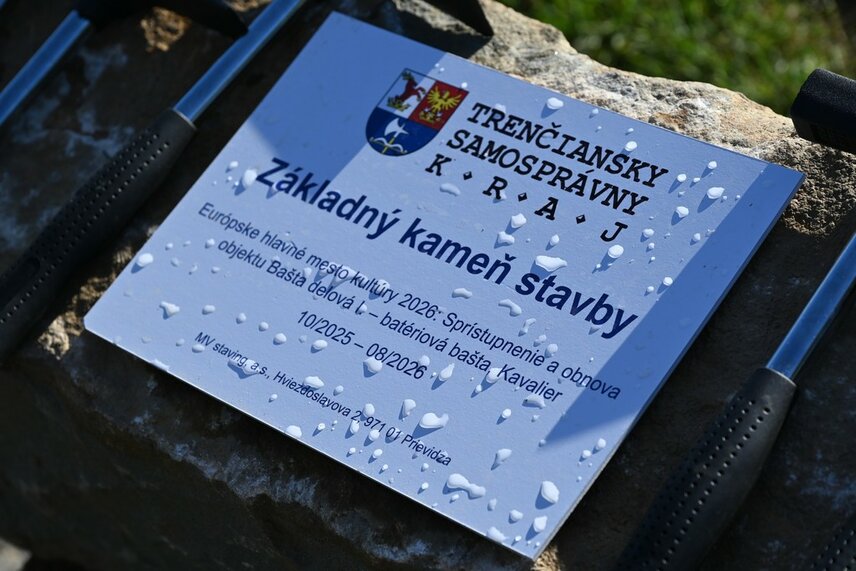 TRENČIANSKY
SAMOSPRÁVNY
K • R • A • J
Základný kameň stavby
Európske hlavné mesto kultúry 2026: Sprístupnenie a obnova
objektu Bašta delová I. – batériová bašta, Kavalier
10/2025 – 08/2026
MV staving, a.s., Hviezdoslavova 2, 971 01 Prievidza